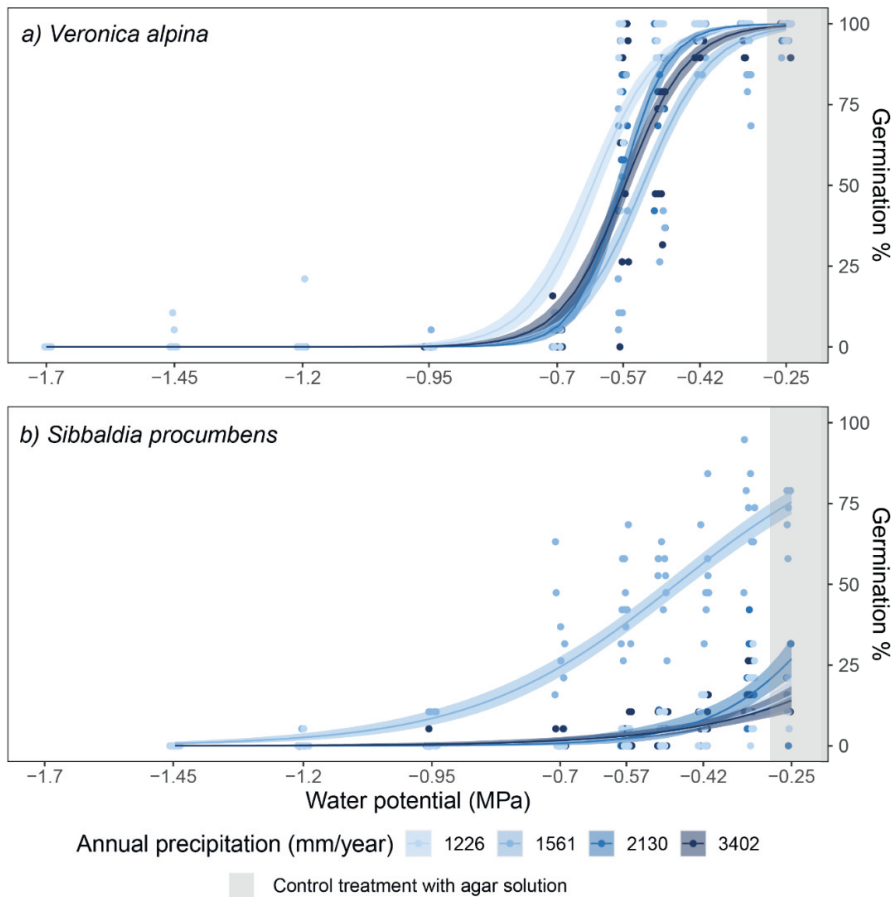 a) Veronica alpina
100
75
50
25
0
Germination %
−1.7 −1.45 −1.2 −0.95 −0.7 −0.57 −0.42 −0.25
b) Sibbaldia procumbens
100
75
50
25
0
Germination %
−1.7 −1.45 −1.2 −0.95 −0.7 −0.57 −0.42 −0.25
Water potential (MPa)
Annual precipitation (mm/year) 1226 1561 2130 3402
Control treatment with agar solution